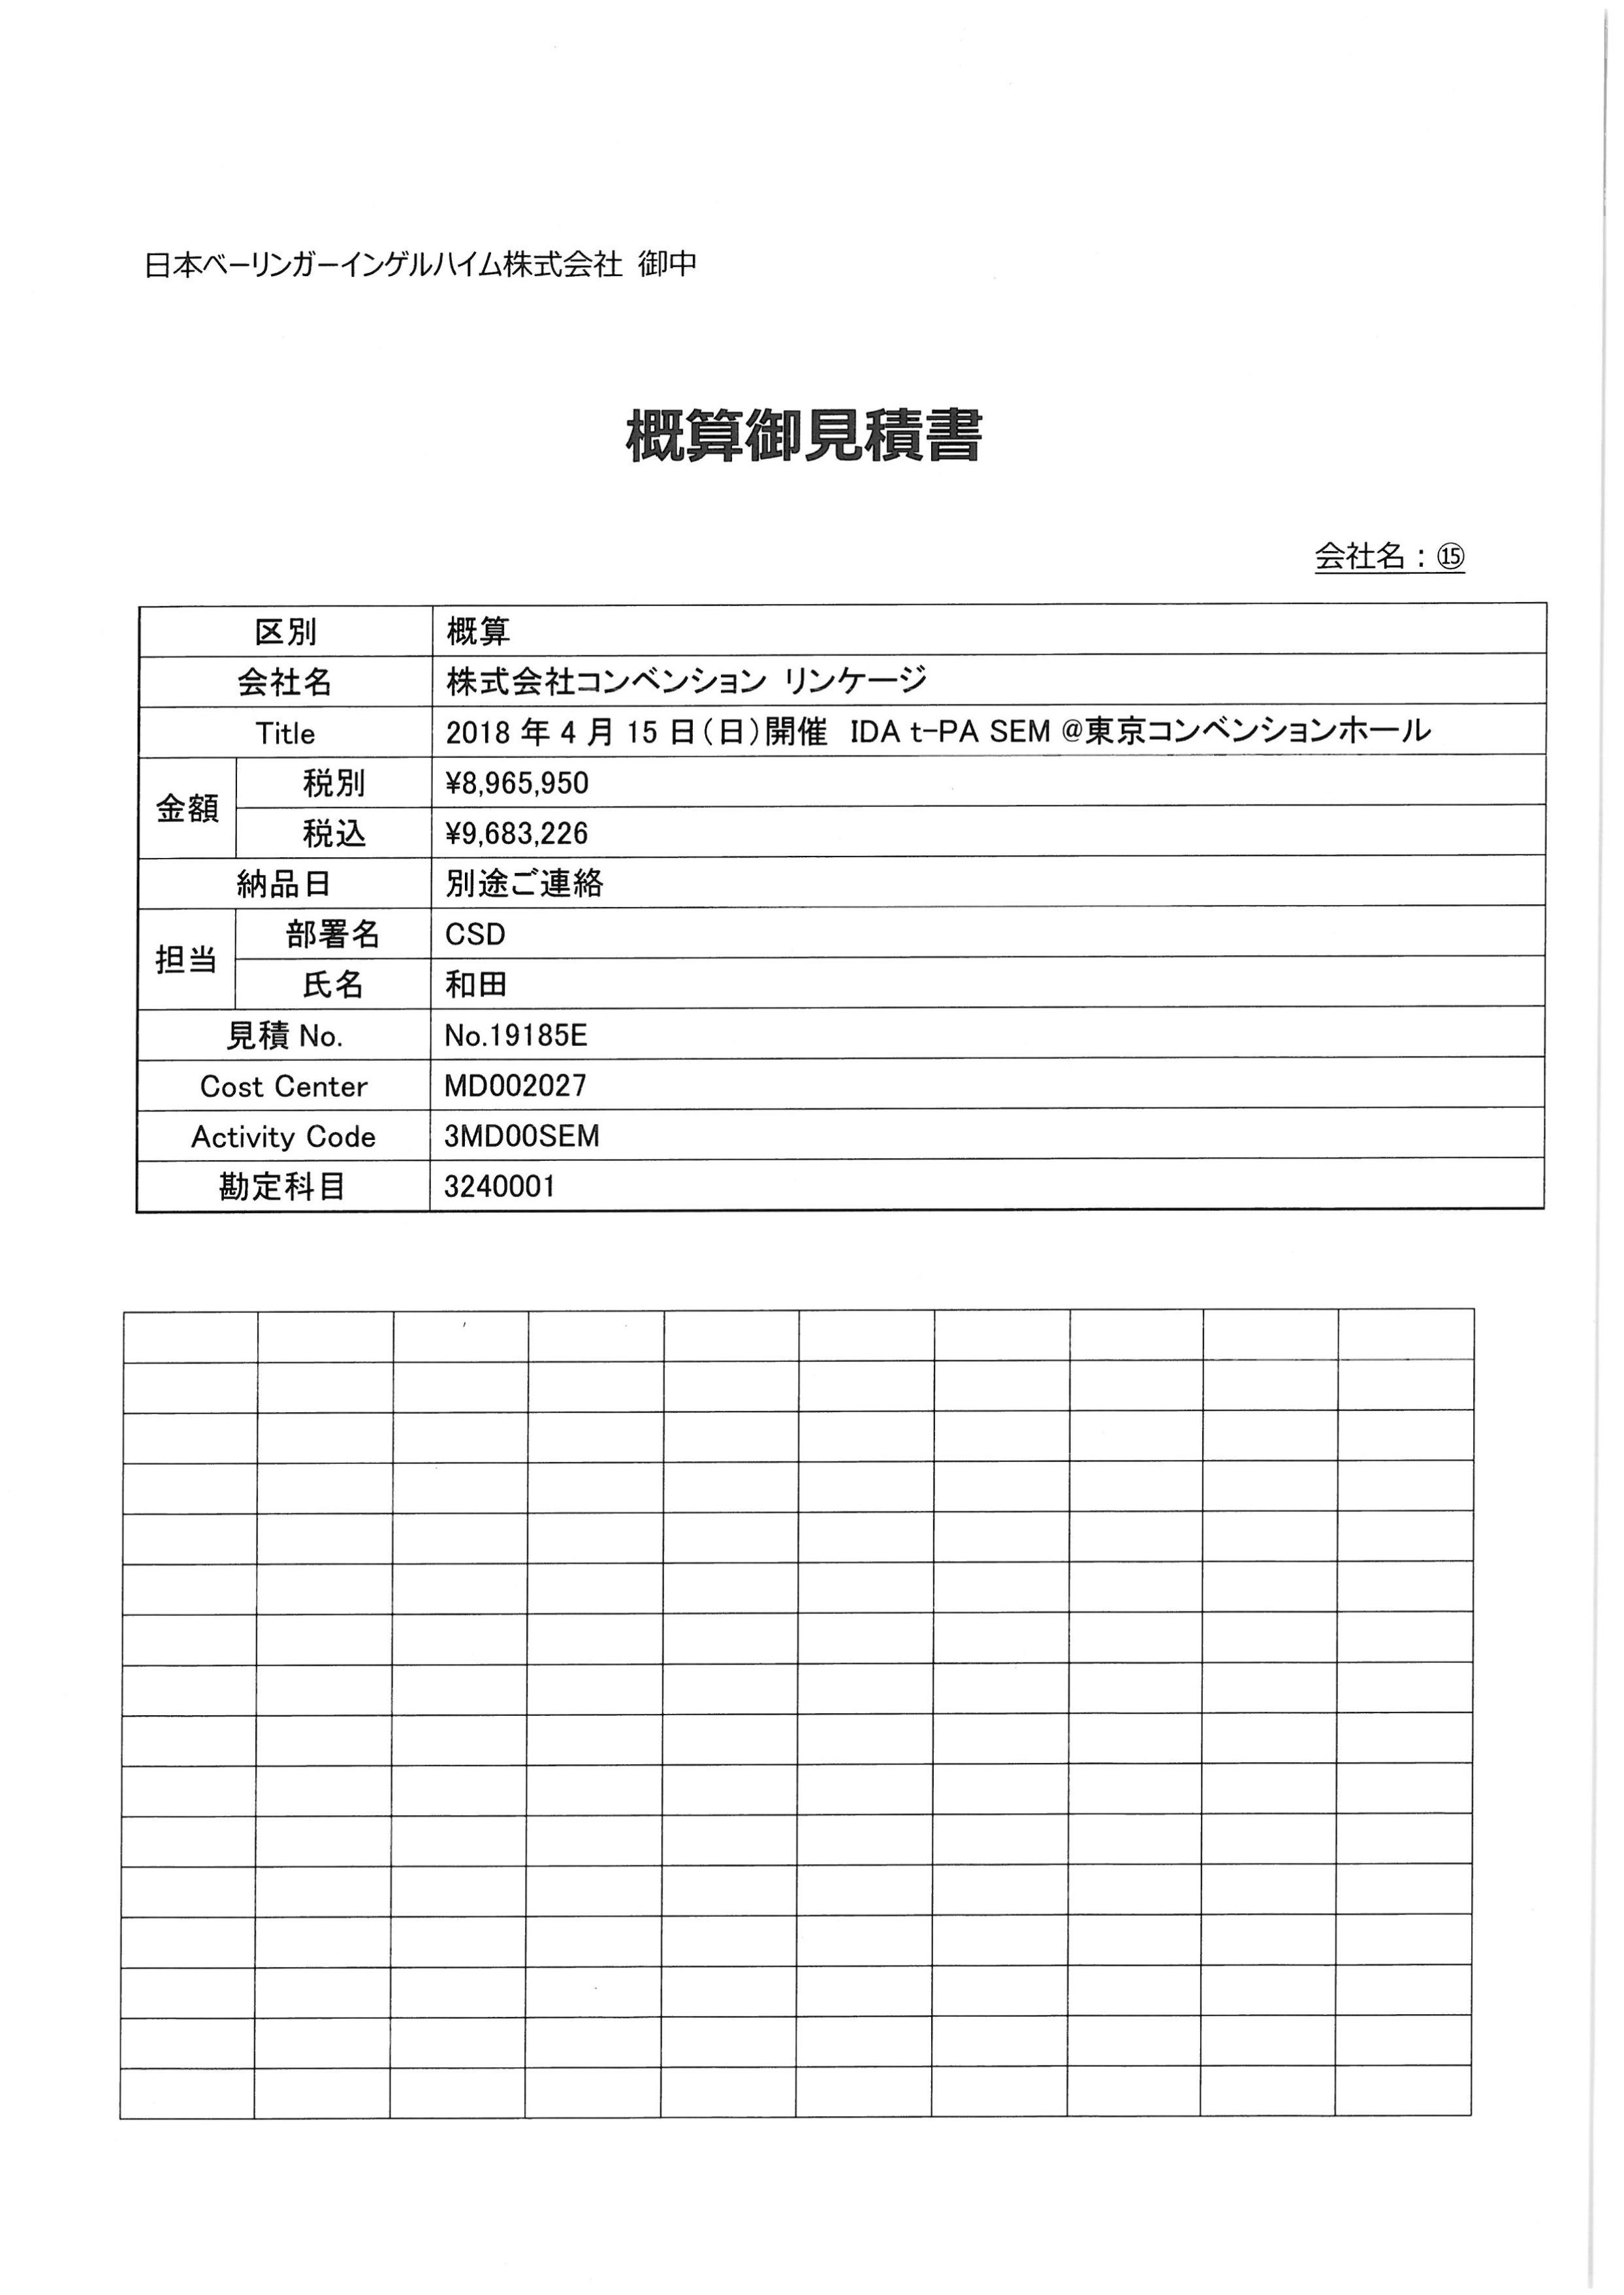 日本ベーリンガーインゲルハイム株式会社 御中
概算御見積書
会社名：⑮
区別 概算
会社名 株式会社コンベンション リンケージ
Title 2018 年 4 月 15 日(日)開催 IDA t-PA SEM @東京コンベンションホール
金額 税別 ¥8,965,950
税込 ¥9,683,226
納品日 別途ご連絡
担当 部署名 CSD
氏名 和田
見積 No. No.19185E
Cost Center MD002027
Activity Code 3MD00SEM
勘定科目 3240001